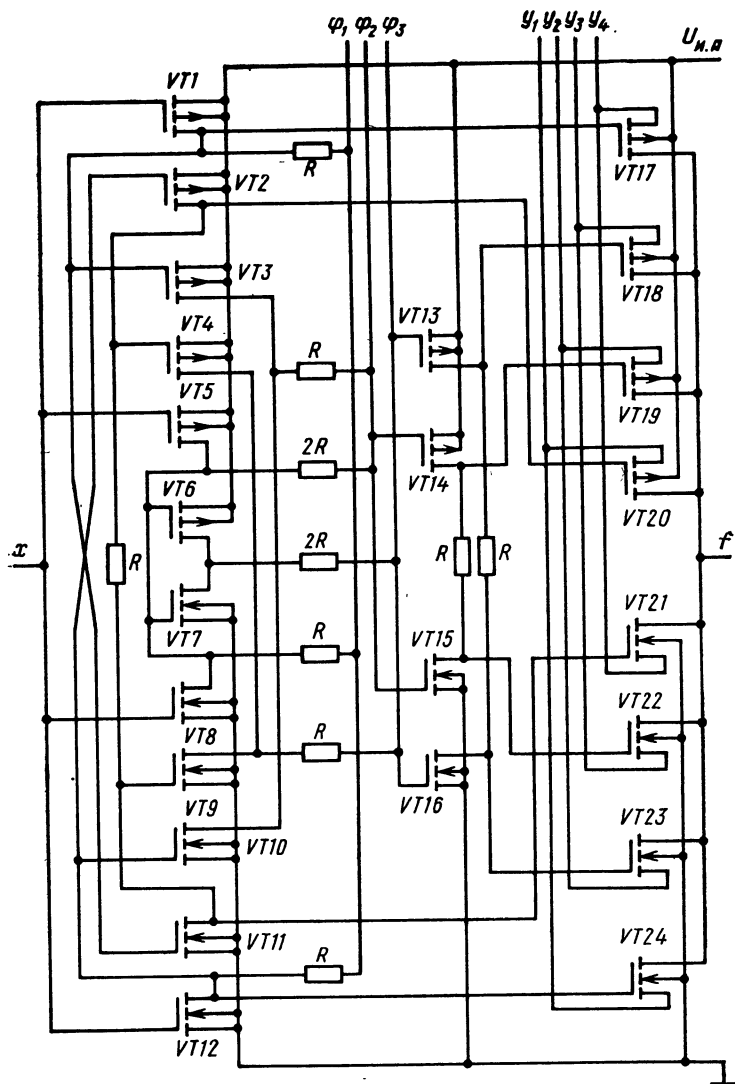 φ₁ φ₂ φ₃
y₁ y₂ y₃ y₄
Uи.п
VT1
R
VT2
VT17
VT3
VT18
VT13
VT4
R
VT5
VT19
2R
VT14
VT6
VT20
x
R
2R
R
R
f
VT7
VT21
R
VT15
VT22
VT8
R
VT16
VT9
VT10
VT23
VT11
VT24
R
VT12